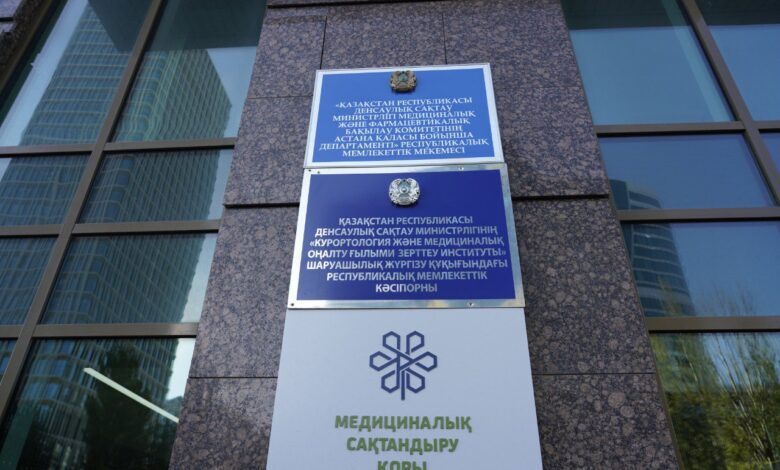 «ҚАЗАҚСТАН РЕСПУБЛИКАСЫ
ДЕНСАУЛЫҚ САҚТАУ
МИНИСТРЛІГІ МЕДИЦИНАЛЫҚ
ЖӘНЕ ФАРМАЦЕВТИКАЛЫҚ
БАҚЫЛАУ КОМИТЕТІНІҢ
АСТАНА ҚАЛАСЫ БОЙЫНША
ДЕПАРТАМЕНТІ» РЕСПУБЛИКАЛЫҚ
МЕМЛЕКЕТТІК МЕКЕМЕСІ
ҚАЗАҚСТАН РЕСПУБЛИКАСЫ
ДЕНСАУЛЫҚ САҚТАУ МИНИСТРЛІГІНІҢ
«КУРОРТОЛОГИЯ ЖӘНЕ МЕДИЦИНАЛЫҚ
ОҢАЛТУ ҒЫЛЫМИ ЗЕРТТЕУ ИНСТИТУТЫ»
ШАРУАШЫЛЫҚ ЖҮРГІЗУ ҚҰҚЫҒЫНДАҒЫ
РЕСПУБЛИКАЛЫҚ МЕМЛЕКЕТТІК
КӘСІПОРНЫ
МЕДИЦИНАЛЫҚ
САҚТАНДЫРУ
ҚОРЫ